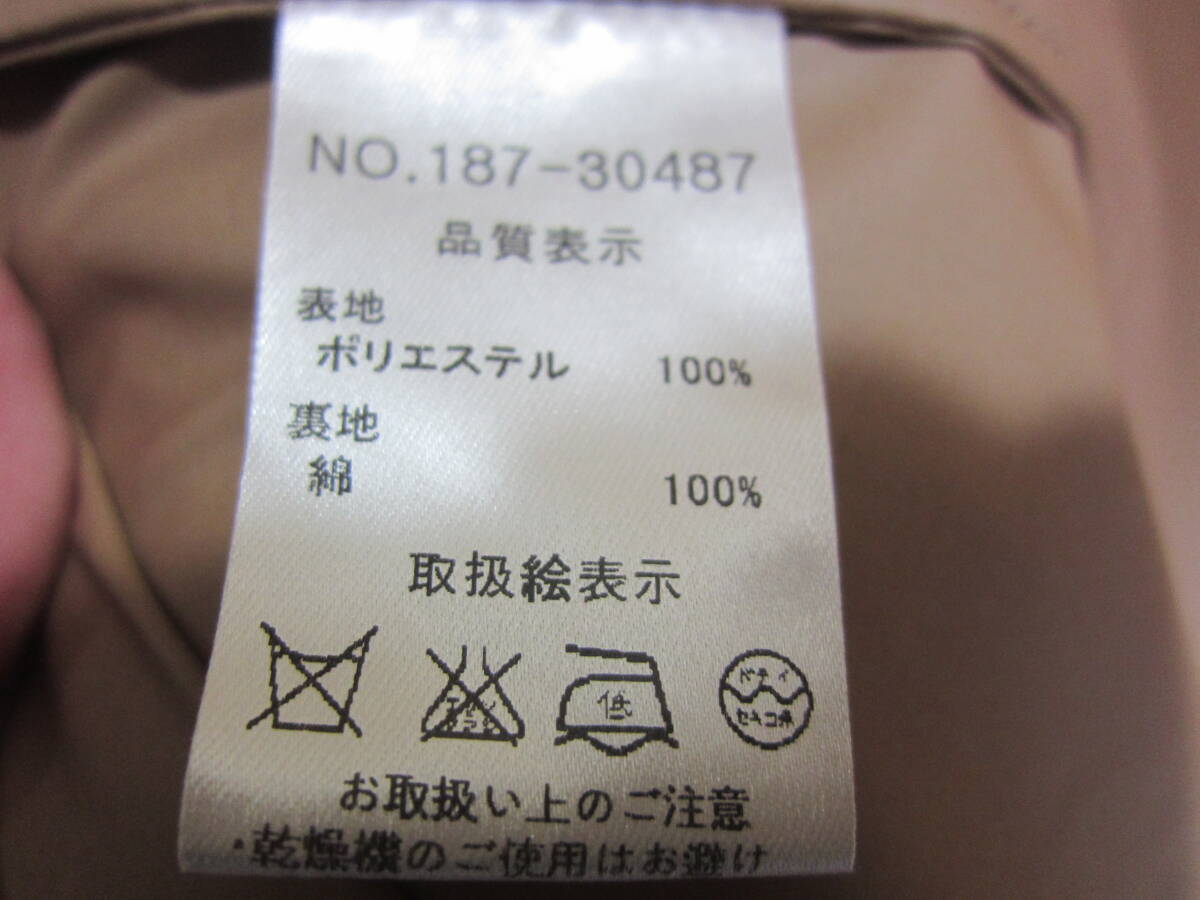 NO.187-30487
品質表示
表地
ポリエステル 100%
裏地
綿 100%
取扱絵表示
低
ドライ
セキユ系
お取扱い上のご注意
・乾燥機のご使用はお避け